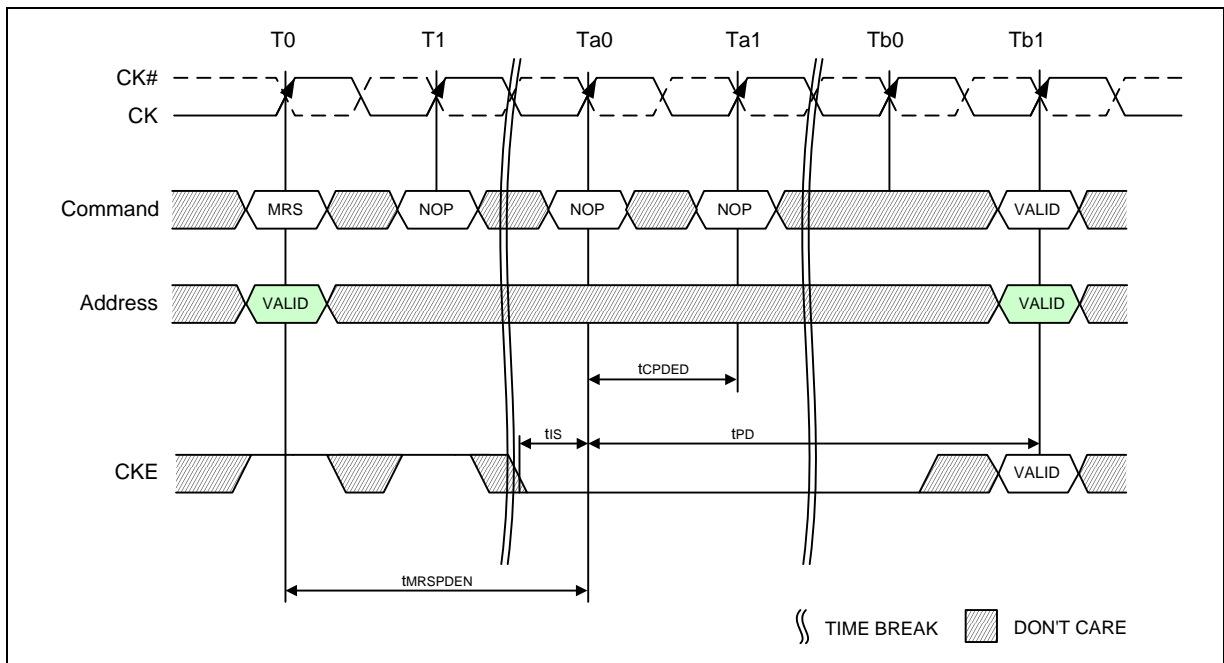 T0 T1 Ta0 Ta1 Tb0 Tb1
CK#
CK
Command MRS NOP NOP NOP VALID
Address VALID VALID
tCPDED
tIS tPD
CKE VALID
tMRSPDEN
TIME BREAK DON'T CARE